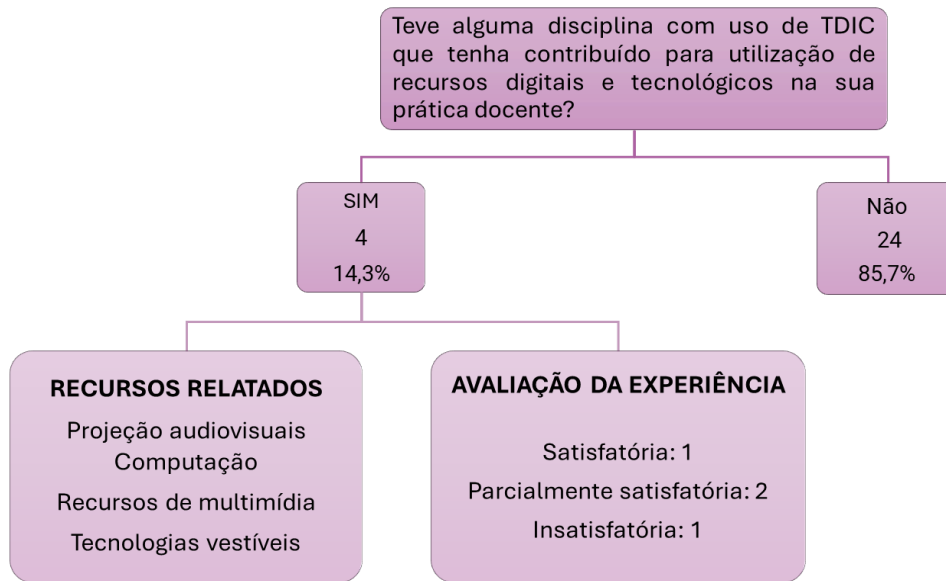 Teve alguma disciplina com uso de TDIC
que tenha contribuído para utilização de
recursos digitais e tecnológicos na sua
prática docente?
SIM
4
14,3%
Não
24
85,7%
RECURSOS RELATADOS
Projeção audiovisuais
Computação
Recursos de multimídia
Tecnologias vestíveis
AVALIAÇÃO DA EXPERIÊNCIA
Satisfatória: 1
Parcialmente satisfatória: 2
Insatisfatória: 1